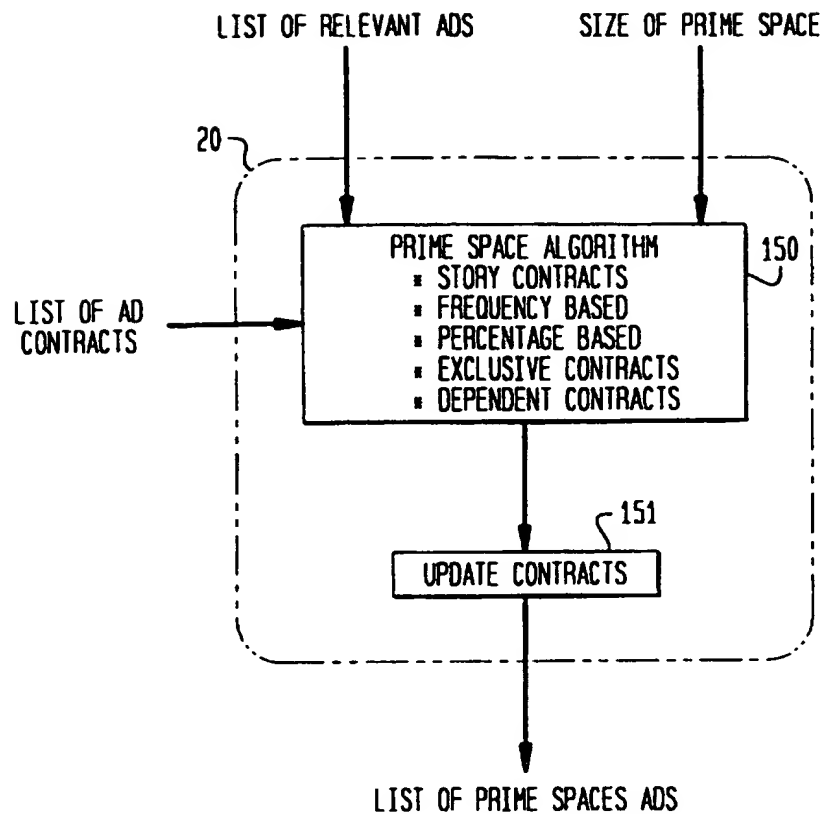 LIST OF RELEVANT ADS
SIZE OF PRIME SPACE
20
PRIME SPACE ALGORITHM
* STORY CONTRACTS
* FREQUENCY BASED
* PERCENTAGE BASED
* EXCLUSIVE CONTRACTS
* DEPENDENT CONTRACTS
150
LIST OF AD
CONTRACTS
151
UPDATE CONTRACTS
LIST OF PRIME SPACES ADS